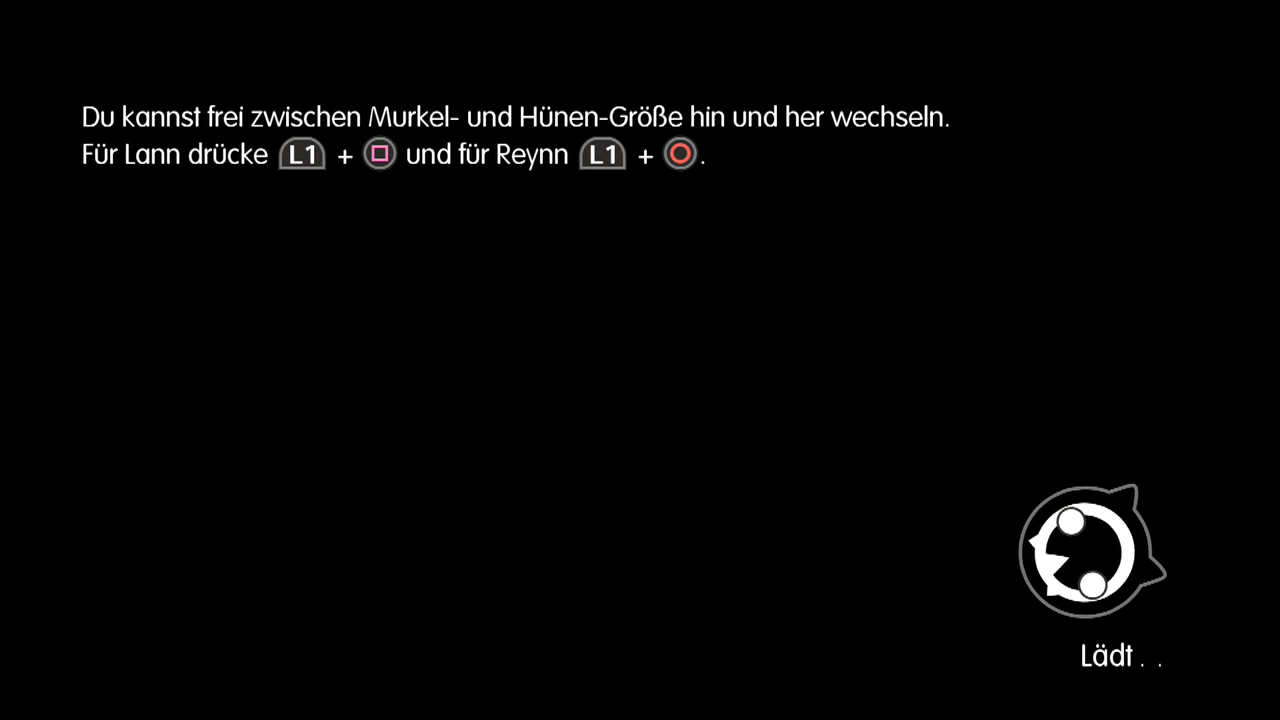 Du kannst frei zwischen Murkel- und Hünen-Größe hin und her wechseln.
Für Lann drücke L1 + □ und für Reynn L1 + ○.
Lädt . .